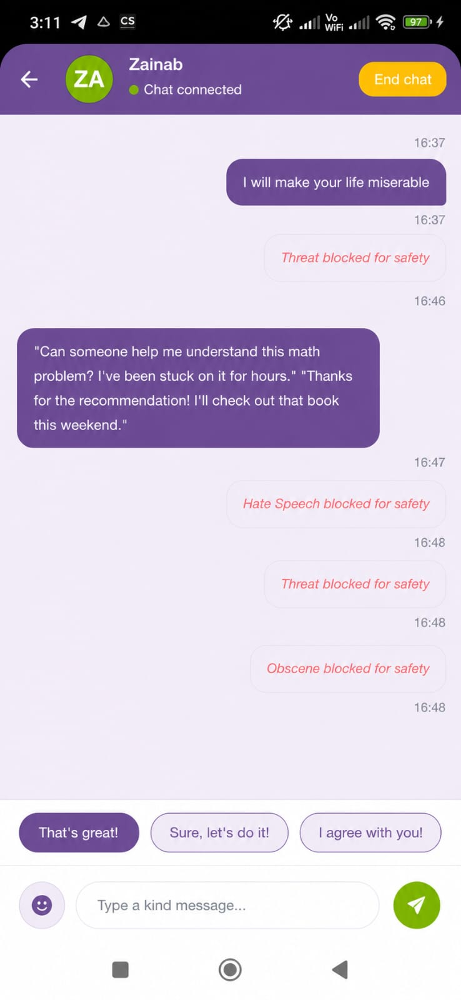 3:11 CS Vo WiFi 97
ZA
Zainab
Chat connected
End chat
16:37
I will make your life miserable
16:37
Threat blocked for safety
16:46
"Can someone help me understand this math
problem? I've been stuck on it for hours." "Thanks
for the recommendation! I'll check out that book
this weekend."
16:47
Hate Speech blocked for safety
16:48
Threat blocked for safety
16:48
Obscene blocked for safety
16:48
That's great!
Sure, let's do it!
I agree with you!
Type a kind message...